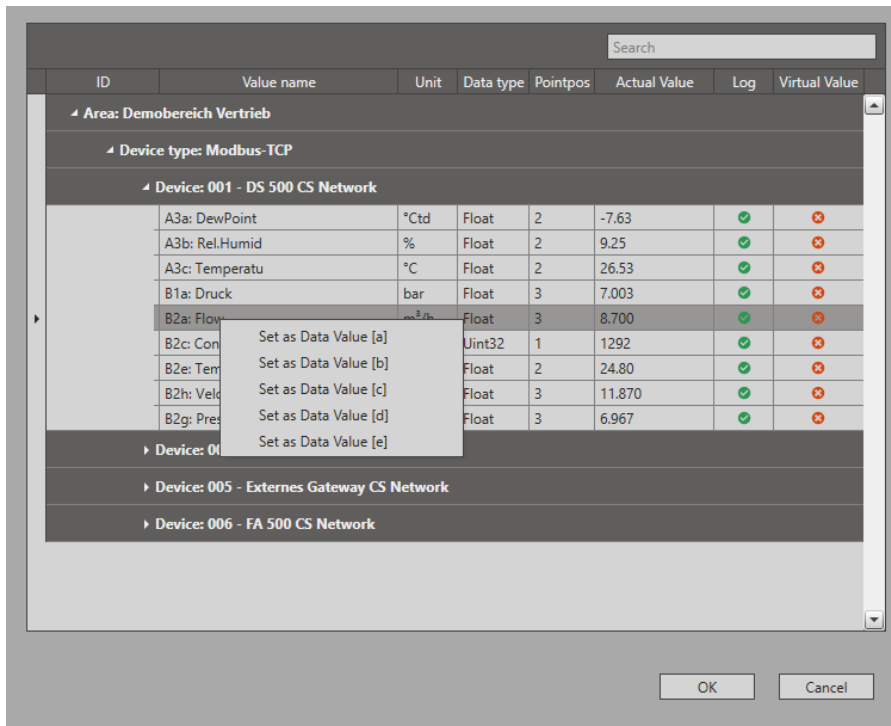 Search
ID Value name Unit Data type Pointpos Actual Value Log Virtual Value
Area: Demobereich Vertrieb
Device type: Modbus-TCP
Device: 001 - DS 500 CS Network
A3a: DewPoint °Ctd Float 2 -7.63
A3b: Rel.Humid % Float 2 9.25
A3c: Temperatu °C Float 2 26.53
B1a: Druck bar Float 3 7.003
B2a: Flow m³/h Float 3 8.700
Set as Data Value [a]
B2c: Uint32 1 1292
Set as Data Value [b]
B2e: Float 2 24.80
Set as Data Value [c]
B2h: Float 3 11.870
Set as Data Value [d]
B2g: Float 3 6.967
Set as Data Value [e]
Device:
Device: 005 - Externes Gateway CS Network
Device: 006 - FA 500 CS Network
OK Cancel